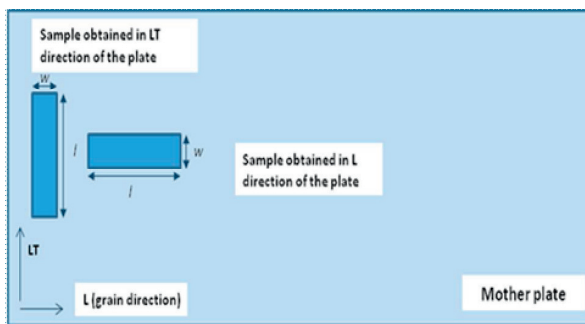 Sample obtained in LT
direction of the plate
w
l
w
l
Sample obtained in L
direction of the plate
LT
L (grain direction)
Mother plate